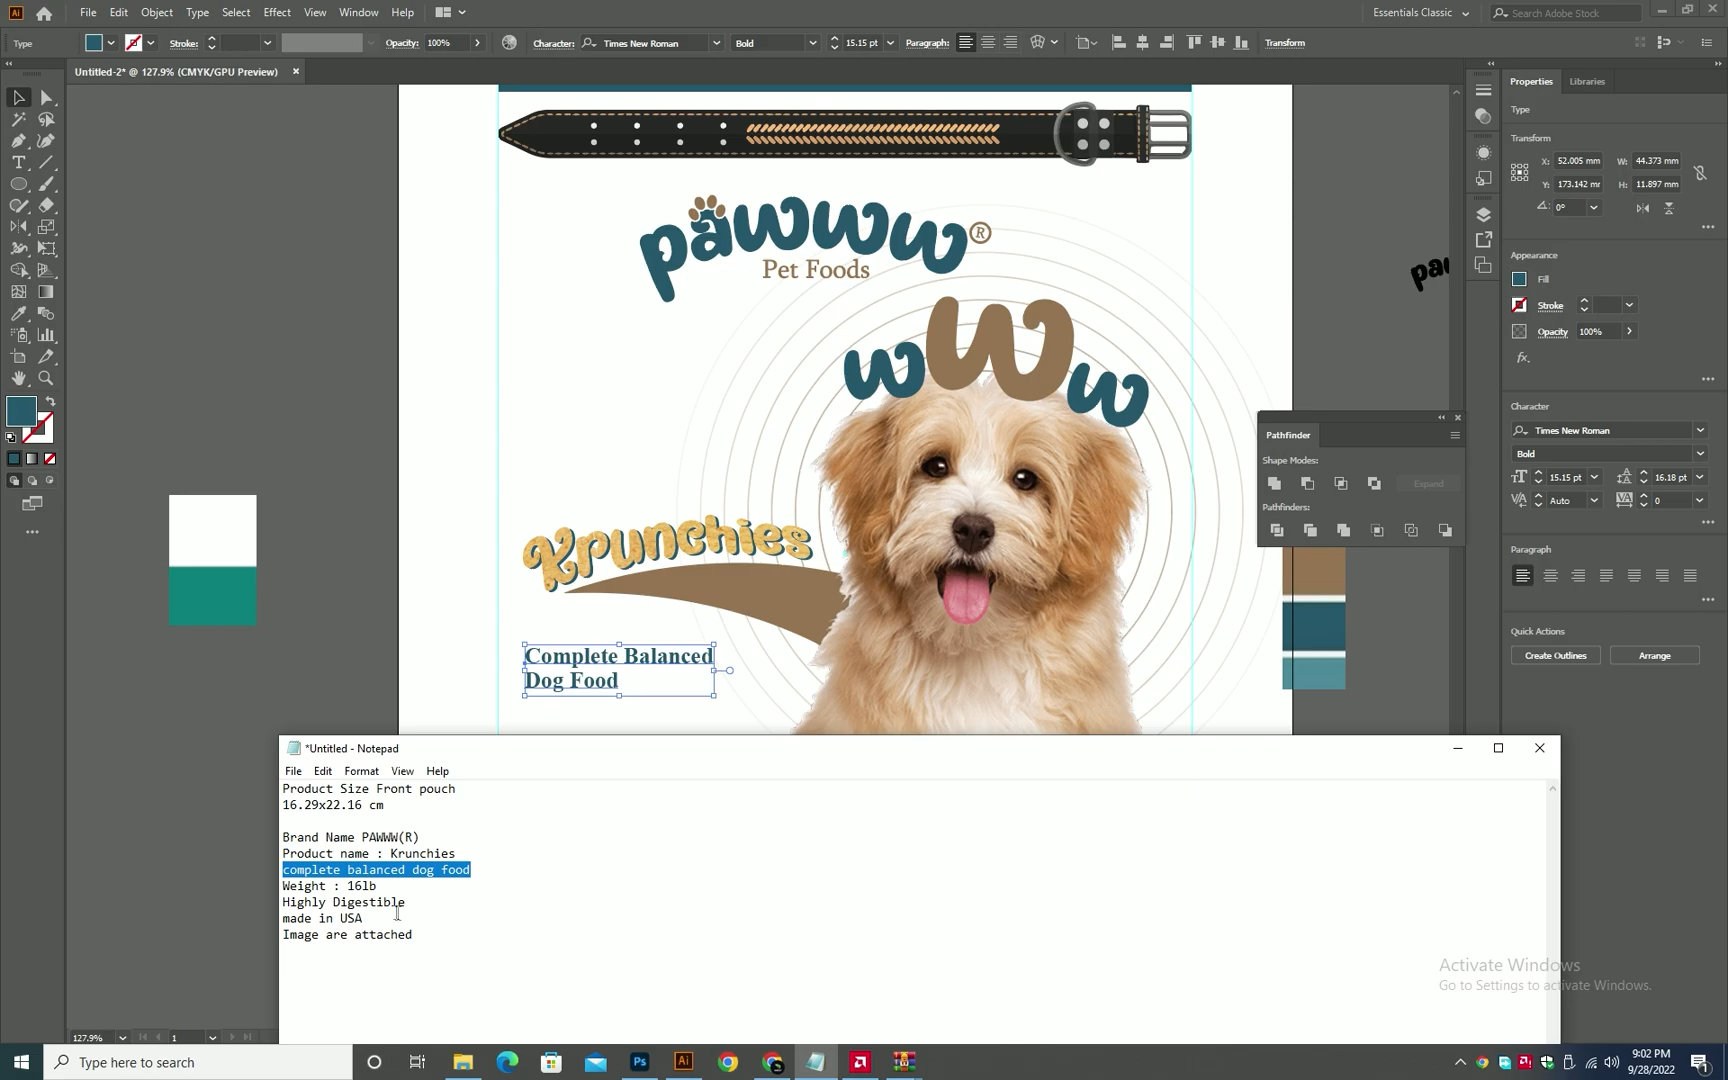 Ai File Edit Object Type Select Effect View Window Help Essentials Classic Search Adobe Stock
Type Stroke: Opacity: 100% Character: Times New Roman Bold 15.15 pt Paragraph: Transform
Untitled-2* @ 127.9% (CMYK/GPU Preview)
Properties Libraries
Type
Transform
X: 52.005 mm W: 44.373 mm
Y: 173.142 mm H: 11.897 mm
0°
Appearance
Fill
Stroke
Opacity 100%
fx.
Character
Times New Roman
Bold
15.15 pt 16.18 pt
Auto 0
Paragraph
Quick Actions
Create Outlines Arrange
pawww®
Pet Foods
wWw
Krunchies
Complete Balanced
Dog Food
Pathfinder
Shape Modes:
Expand
Pathfinders:
127.9% 1
*Untitled - Notepad
File Edit Format View Help
Product Size Front pouch
16.29x22.16 cm
Brand Name PAWWW(R)
Product name : Krunchies
complete balanced dog food
Weight : 16lb
Highly Digestible
made in USA
Image are attached
Activate Windows
Go to Settings to activate Windows.
Type here to search
Ps Ai
9:02 PM
9/28/2022
1